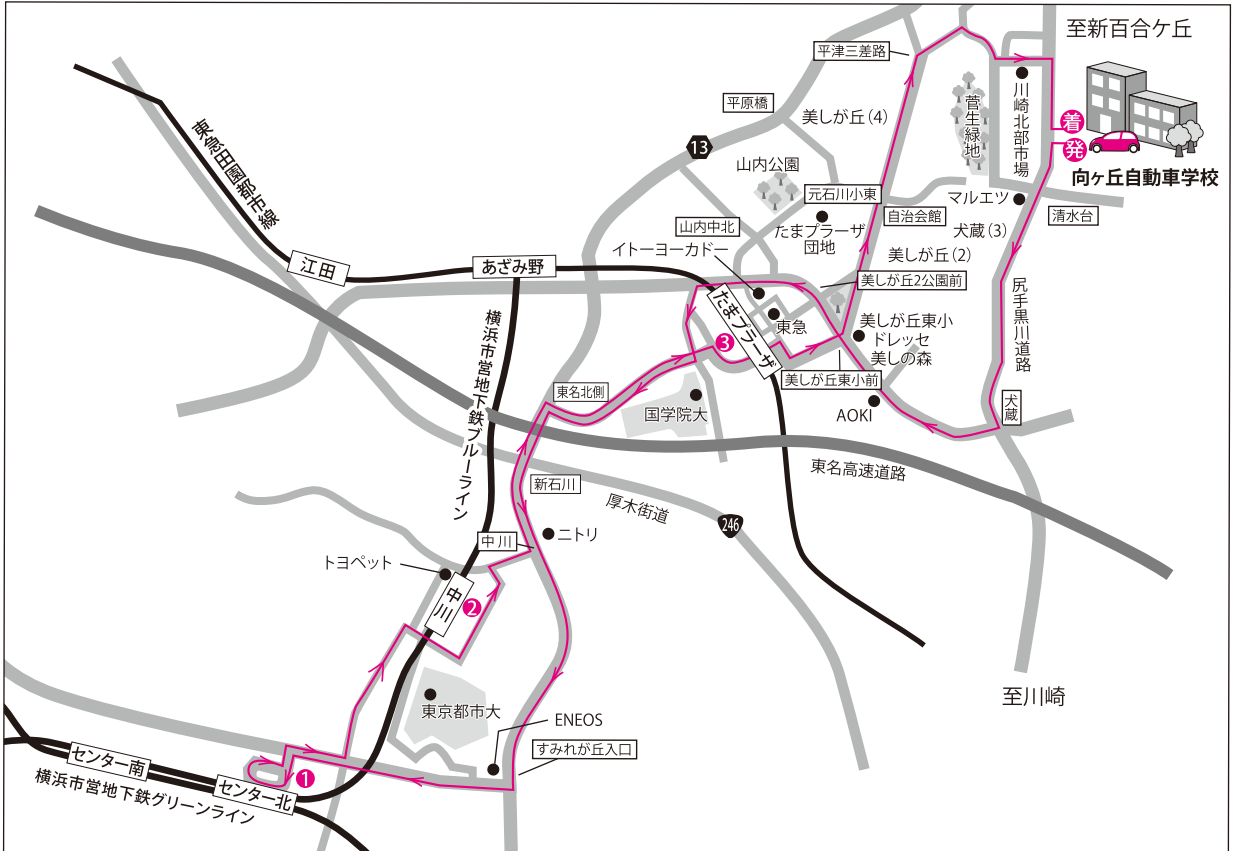 至新百合ケ丘
平津三差路
川崎北部市場
菅生緑地
着
発
向ヶ丘自動車学校
平原橋
美しが丘(4)
13
山内公園
元石川小東
マルエツ
清水台
自治会館
犬蔵(3)
山内中北
たまプラーザ
団地
イトーヨーカドー
美しが丘(2)
東急田園都市線
江田
あざみ野
美しが丘2公園前
たまプラーザ
東急
美しが丘東小
ドレッセ
美しの森
尻手黒川道路
横浜市営地下鉄ブルーライン
3
美しが丘東小前
東名北側
国学院大
AOKI
犬蔵
東名高速道路
新石川
厚木街道
246
ニトリ
中川
トヨペット
中川
2
至川崎
東京都市大
ENEOS
すみれが丘入口
センター南
1
センター北
横浜市営地下鉄グリーンライン